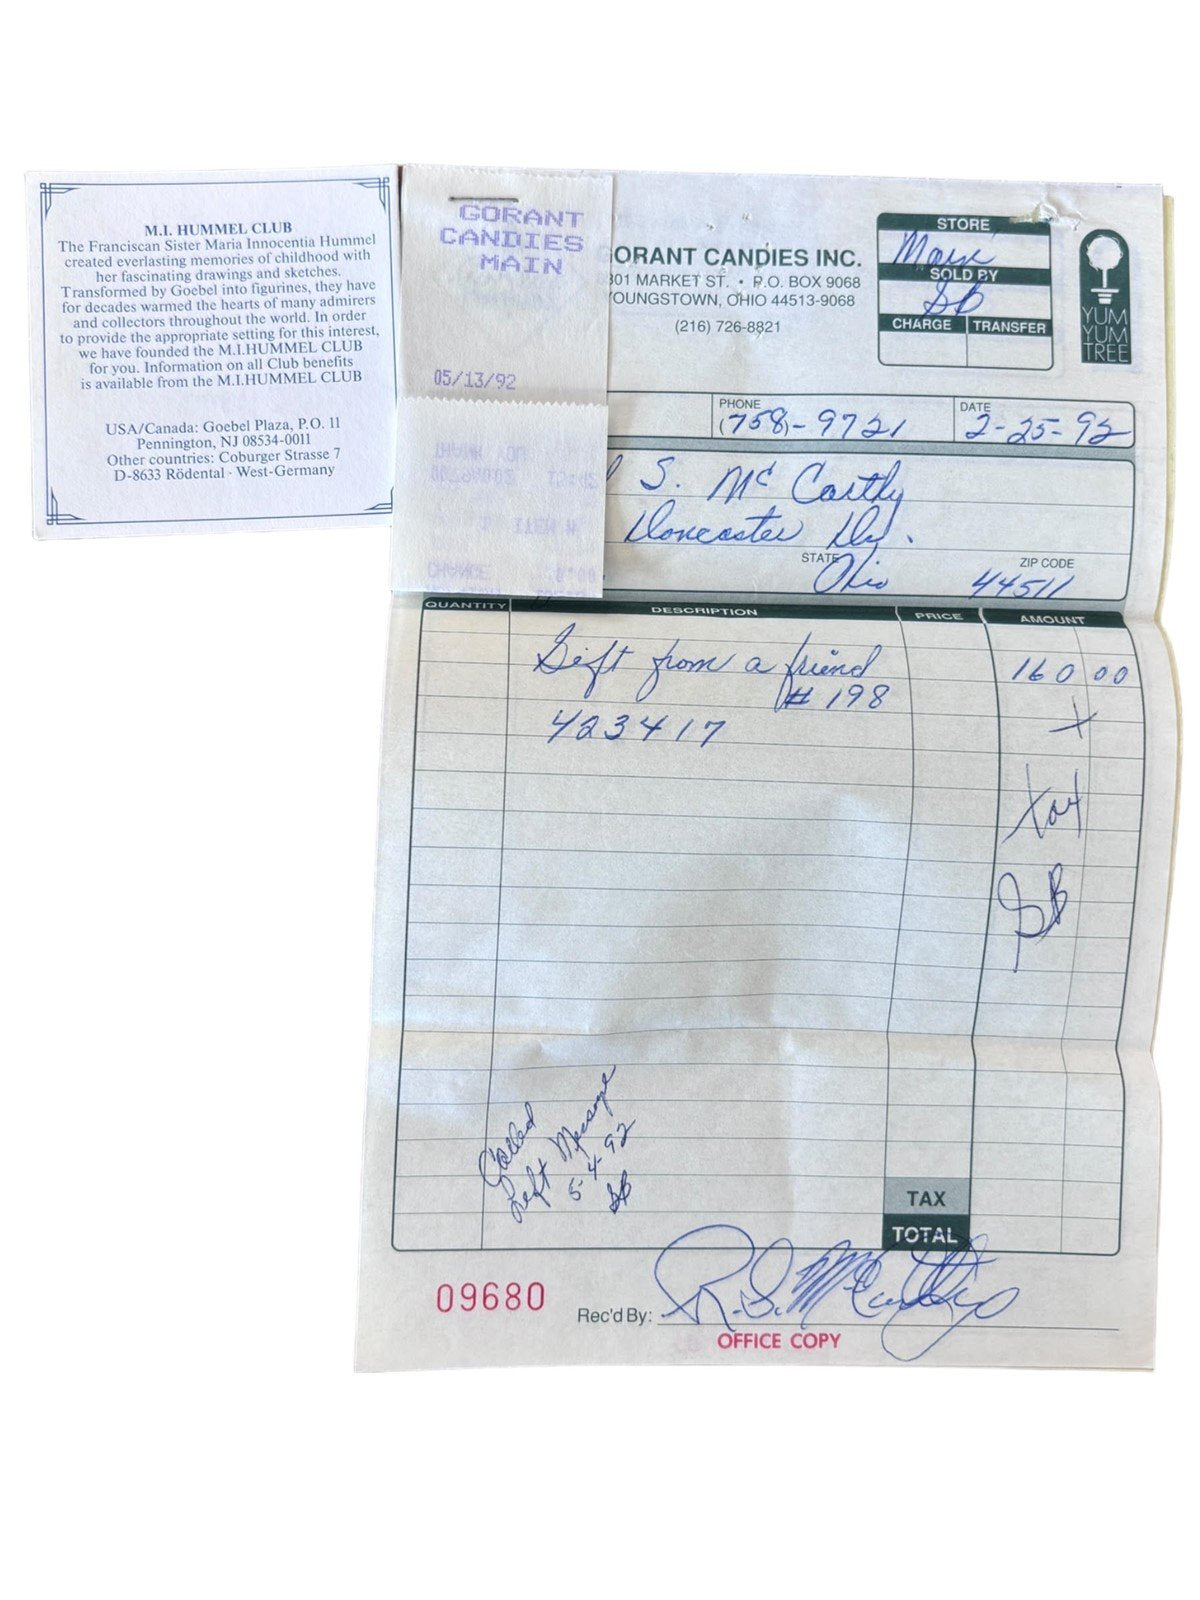 M.I. HUMMEL CLUB
The Franciscan Sister Maria Innocentia Hummel
created everlasting memories of childhood with
her fascinating drawings and sketches.
Transformed by Goebel into figurines, they have
for decades warmed the hearts of many admirers
and collectors throughout the world. In order
to provide the appropriate setting for this interest,
we have founded the M.I.HUMMEL CLUB
for you. Information on all Club benefits
is available from the M.I.HUMMEL CLUB
USA/Canada: Goebel Plaza, P.O. 11
Pennington, NJ 08534-0011
Other countries: Coburger Strasse 7
D-8633 Rödental · West-Germany
GORANT
CANDIES
MAIN
05/13/92
CHANGE
GORANT CANDIES INC.
301 MARKET ST. • P.O. BOX 9068
YOUNGSTOWN, OHIO 44513-9068
(216) 726-8821
STORE
Main
SOLD BY
SB
CHARGE TRANSFER
YUM
YUM
TREE
PHONE
(758)-9721
DATE
2-25-92
S. McCarthy
Doncaster Dr.
STATE
Ohio
ZIP CODE
44511
QUANTITY DESCRIPTION PRICE AMOUNT
Gift from a friend 160 00
# 198
423417 +
tax
SB
Called
Left Message
5-4-92
SB
TAX
TOTAL
09680
Rec'd By: R.S. McCarthy
OFFICE COPY